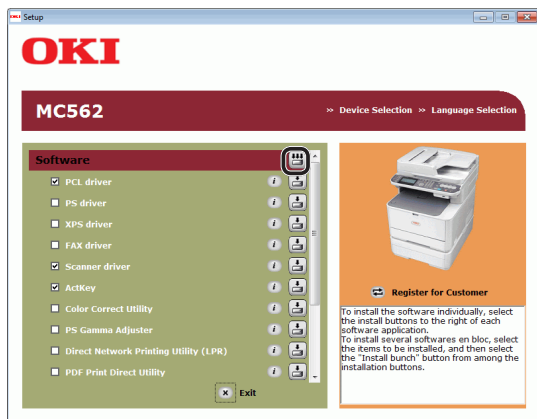 OKI Setup
OKI
MC562
» Device Selection » Language Selection
Software
PCL driver
PS driver
XPS driver
FAX driver
Scanner driver
ActKey
Color Correct Utility
PS Gamma Adjuster
Direct Network Printing Utility (LPR)
PDF Print Direct Utility
Exit
Register for Customer
To install the software individually, select
the install buttons to the right of each
software application.
To install several softwares en bloc, select
the items to be installed, and then select
the "Install bunch" button from among the
installation buttons.